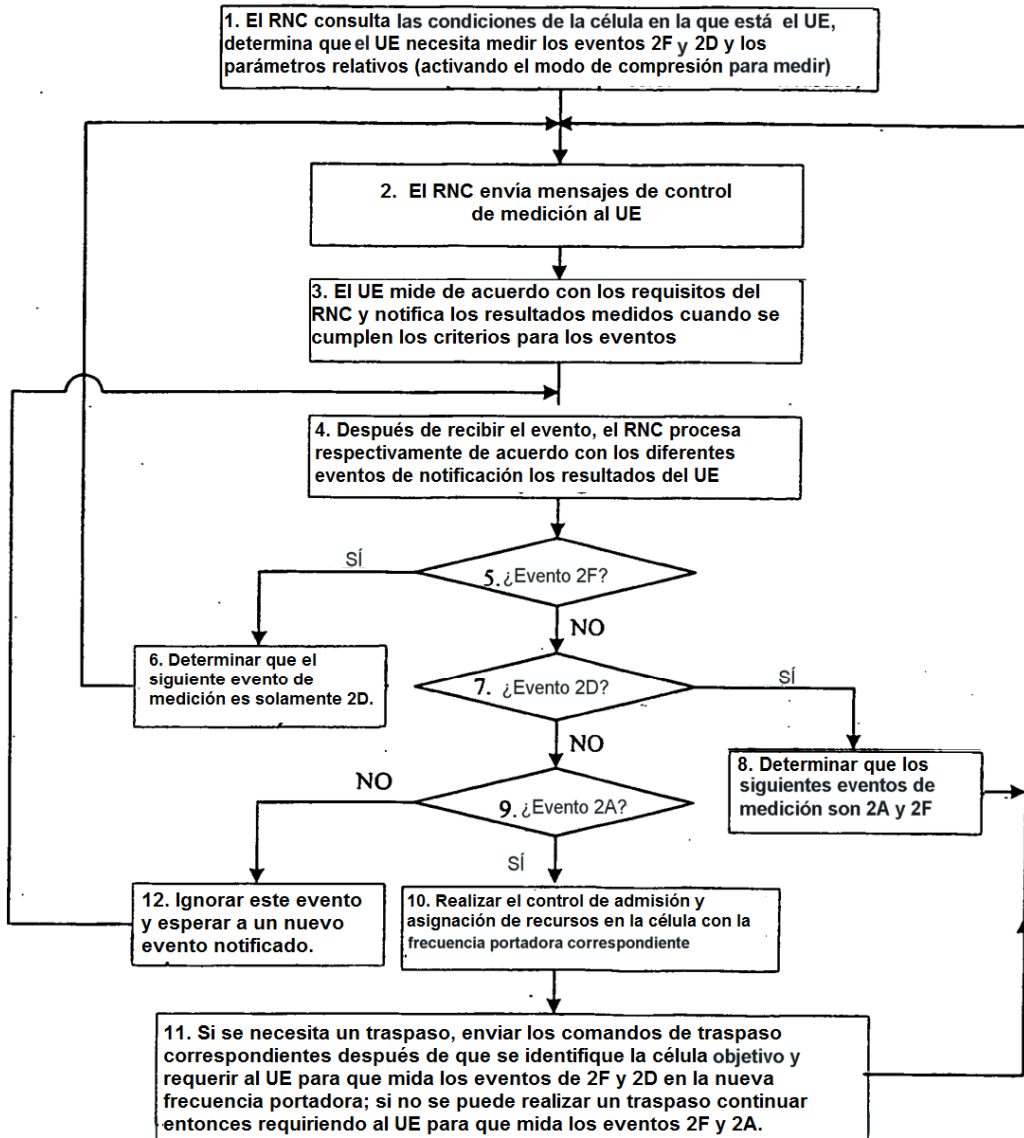 1. El RNC consulta las condiciones de la célula en la que está el UE,
determina que el UE necesita medir los eventos 2F y 2D y los
parámetros relativos (activando el modo de compresión para medir)
2. El RNC envía mensajes de control
de medición al UE
3. El UE mide de acuerdo con los requisitos del
RNC y notifica los resultados medidos cuando se
cumplen los criterios para los eventos
4. Después de recibir el evento, el RNC procesa
respectivamente de acuerdo con los diferentes
eventos de notificación los resultados del UE
SÍ
5. ¿Evento 2F?
NO
6. Determinar que el
siguiente evento de
medición es solamente 2D.
7. ¿Evento 2D?
SÍ
NO
8. Determinar que los
siguientes eventos de
medición son 2A y 2F
NO
9. ¿Evento 2A?
SÍ
12. Ignorar este evento
y esperar a un nuevo
evento notificado.
10. Realizar el control de admisión y
asignación de recursos en la célula con la
frecuencia portadora correspondiente
11. Si se necesita un traspaso, enviar los comandos de traspaso
correspondientes después de que se identifique la célula objetivo y
requerir al UE para que mida los eventos de 2F y 2D en la nueva
frecuencia portadora; si no se puede realizar un traspaso continuar
entonces requiriendo al UE para que mida los eventos 2F y 2A.